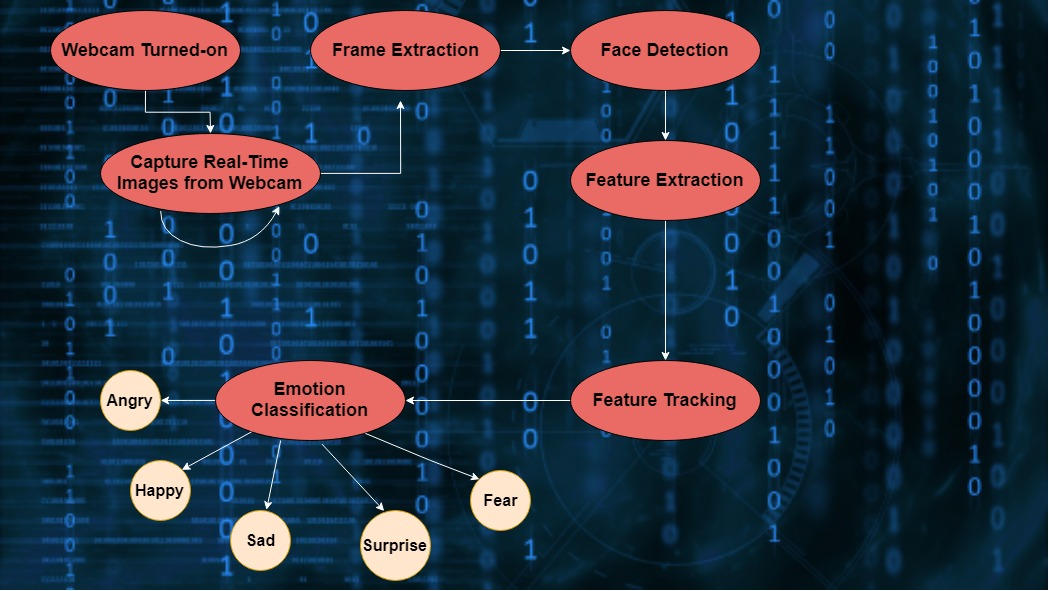 Webcam Turned-on
Frame Extraction
Face Detection
Capture Real-Time
Images from Webcam
Feature Extraction
Emotion
Classification
Feature Tracking
Angry
Happy
Sad
Surprise
Fear